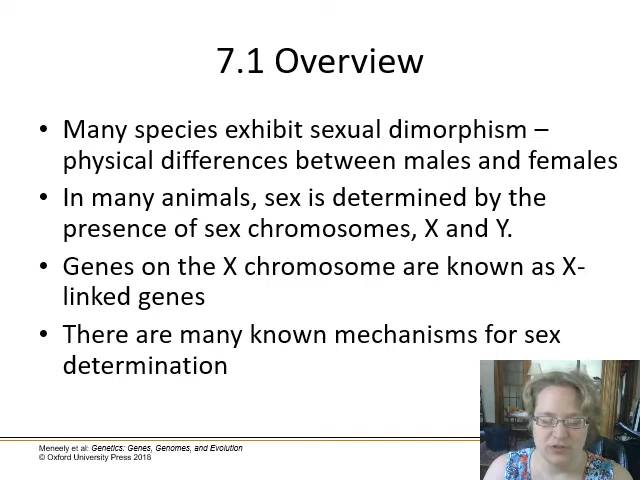 7.1 Overview
• Many species exhibit sexual dimorphism –
physical differences between males and females
• In many animals, sex is determined by the
presence of sex chromosomes, X and Y.
• Genes on the X chromosome are known as X-
linked genes
• There are many known mechanisms for sex
determination
Meneely et al: Genetics: Genes, Genomes, and Evolution
© Oxford University Press 2018